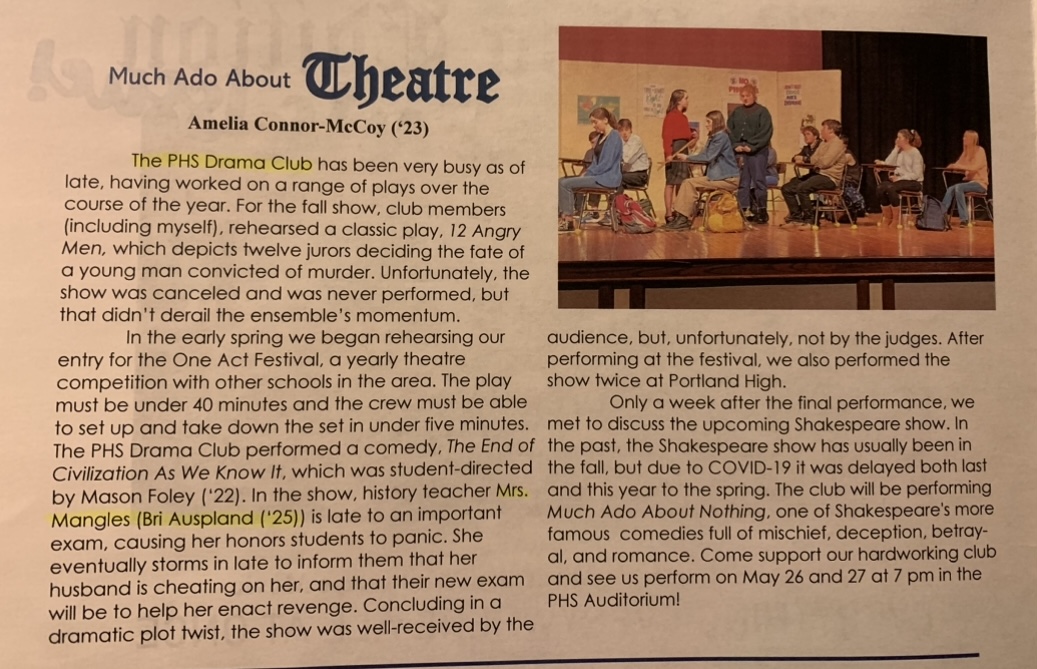 Much Ado About Theatre
Amelia Connor-McCoy (‘23)
The PHS Drama Club has been very busy as of
late, having worked on a range of plays over the
course of the year. For the fall show, club members
(including myself), rehearsed a classic play, 12 Angry
Men, which depicts twelve jurors deciding the fate of
a young man convicted of murder. Unfortunately, the
show was canceled and was never performed, but
that didn’t derail the ensemble’s momentum.
In the early spring we began rehearsing our
entry for the One Act Festival, a yearly theatre
competition with other schools in the area. The play
must be under 40 minutes and the crew must be able
to set up and take down the set in under five minutes.
The PHS Drama Club performed a comedy, The End of
Civilization As We Know It, which was student-directed
by Mason Foley (‘22). In the show, history teacher Mrs.
Mangles (Bri Auspland (‘25)) is late to an important
exam, causing her honors students to panic. She
eventually storms in late to inform them that her
husband is cheating on her, and that their new exam
will be to help her enact revenge. Concluding in a
dramatic plot twist, the show was well-received by the
audience, but, unfortunately, not by the judges. After
performing at the festival, we also performed the
show twice at Portland High.
Only a week after the final performance, we
met to discuss the upcoming Shakespeare show. In
the past, the Shakespeare show has usually been in
the fall, but due to COVID-19 it was delayed both last
and this year to the spring. The club will be performing
Much Ado About Nothing, one of Shakespeare's more
famous comedies full of mischief, deception, betray-
al, and romance. Come support our hardworking club
and see us perform on May 26 and 27 at 7 pm in the
PHS Auditorium!